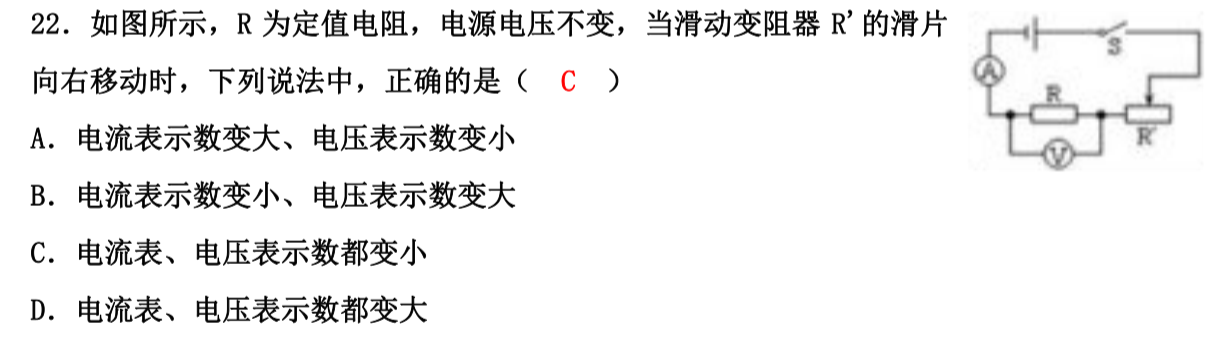 22. 如图所示，R 为定值电阻，电源电压不变，当滑动变阻器 R'的滑片
向右移动时，下列说法中，正确的是（ C ）
A. 电流表示数变大、电压表示数变小
B. 电流表示数变小、电压表示数变大
C. 电流表、电压表示数都变小
D. 电流表、电压表示数都变大
S
A
R
R'
V